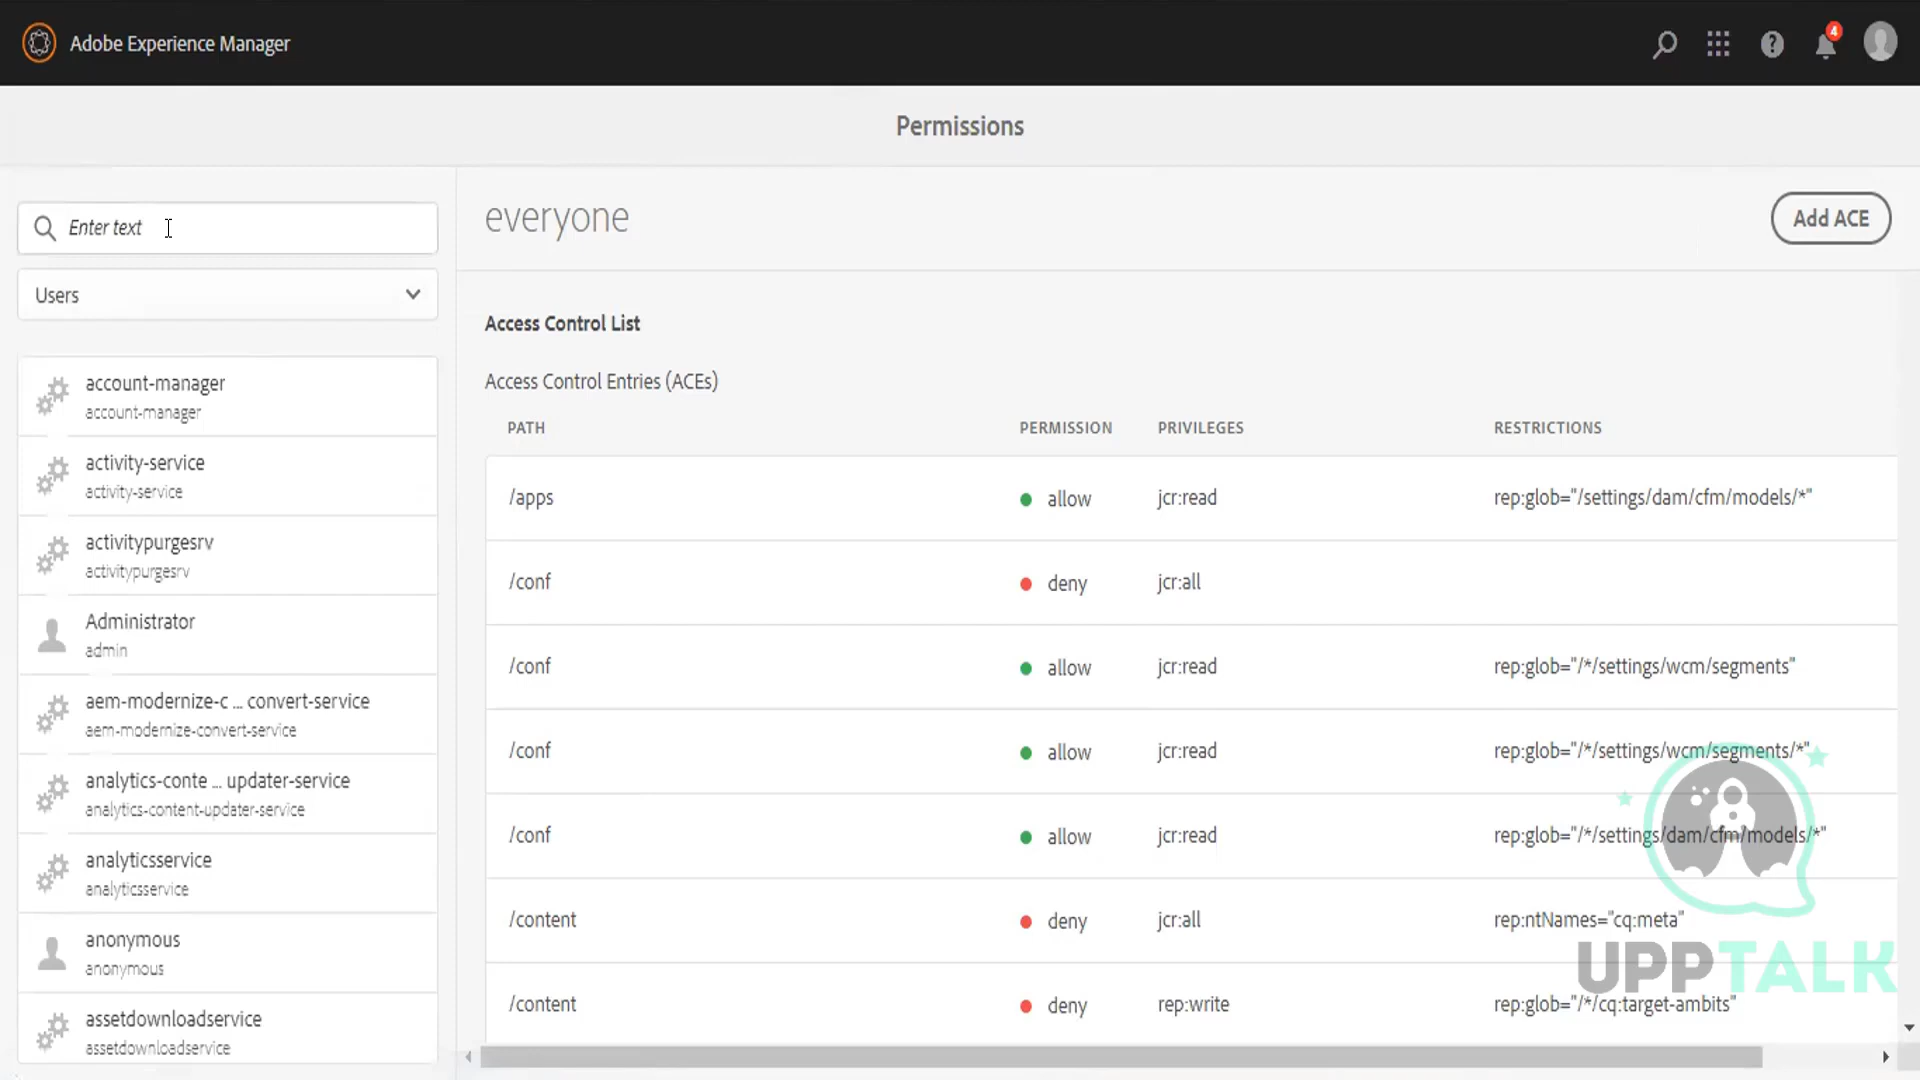 Adobe Experience Manager
4
Permissions
Enter text
Users
account-manager
account-manager
activity-service
activity-service
activitypurgesrv
activitypurgesrv
Administrator
admin
aem-modernize-c ... convert-service
aem-modernize-convert-service
analytics-conte ... updater-service
analytics-content-updater-service
analyticsservice
analyticsservice
anonymous
anonymous
assetdownloadservice
assetdownloadservice
everyone
Add ACE
Access Control List
Access Control Entries (ACEs)
PATH PERMISSION PRIVILEGES RESTRICTIONS
/apps allow jcr:read rep:glob="/settings/dam/cfm/models/*"
/conf deny jcr:all
/conf allow jcr:read rep:glob="/*/settings/wcm/segments"
/conf allow jcr:read rep:glob="/*/settings/wcm/segments/*"
/conf allow jcr:read rep:glob="/*/settings/dam/cfm/models/*"
/content deny jcr:all rep:ntNames="cq:meta"
/content deny rep:write rep:glob="/*/cq:target-ambits"
UPPTALK